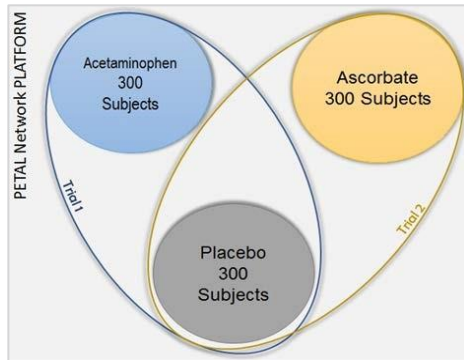 PETAL Network PLATFORM
Acetaminophen
300
Subjects
Ascorbate
300 Subjects
Trial 1
Trial 2
Placebo
300
Subjects